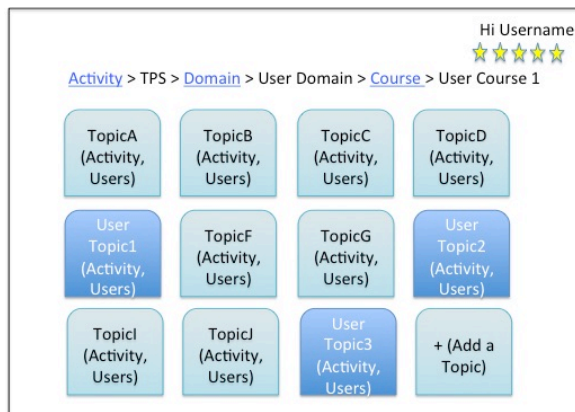 Hi Username
Activity > TPS > Domain > User Domain > Course > User Course 1
TopicA
(Activity,
Users)
TopicB
(Activity,
Users)
TopicC
(Activity,
Users)
TopicD
(Activity,
Users)
User
Topic1
(Activity,
Users)
TopicF
(Activity,
Users)
TopicG
(Activity,
Users)
User
Topic2
(Activity,
Users)
TopicI
(Activity,
Users)
TopicJ
(Activity,
Users)
User
Topic3
(Activity,
Users)
+ (Add a
Topic)